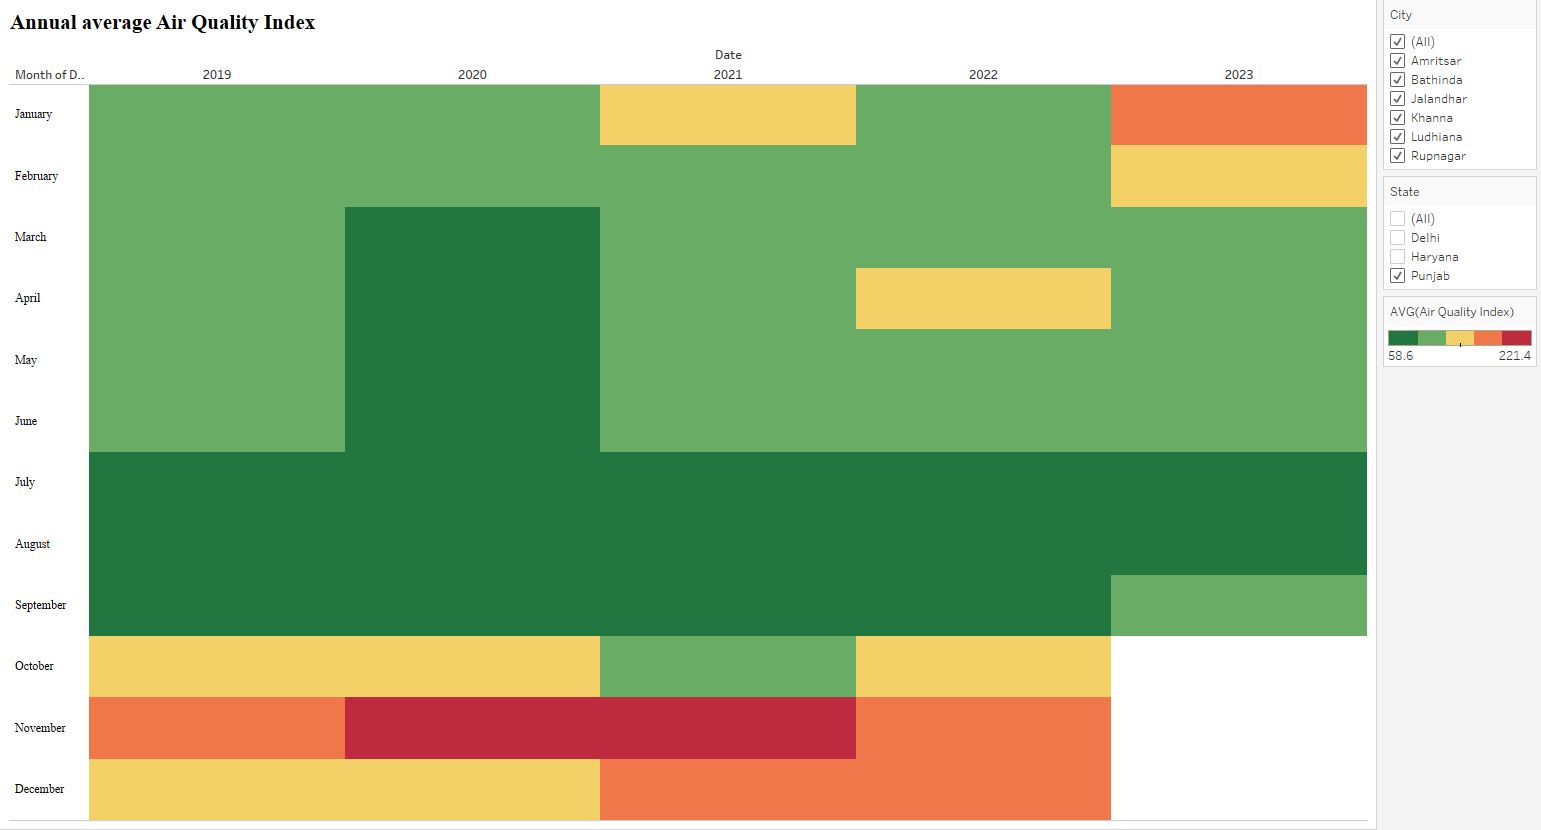 Annual average Air Quality Index
Date
Month of D..
2019
2020
2021
2022
2023
January
February
March
April
May
June
July
August
September
October
November
December
City
(All)
Amritsar
Bathinda
Jalandhar
Khanna
Ludhiana
Rupnagar
State
(All)
Delhi
Haryana
Punjab
AVG(Air Quality Index)
58.6
221.4